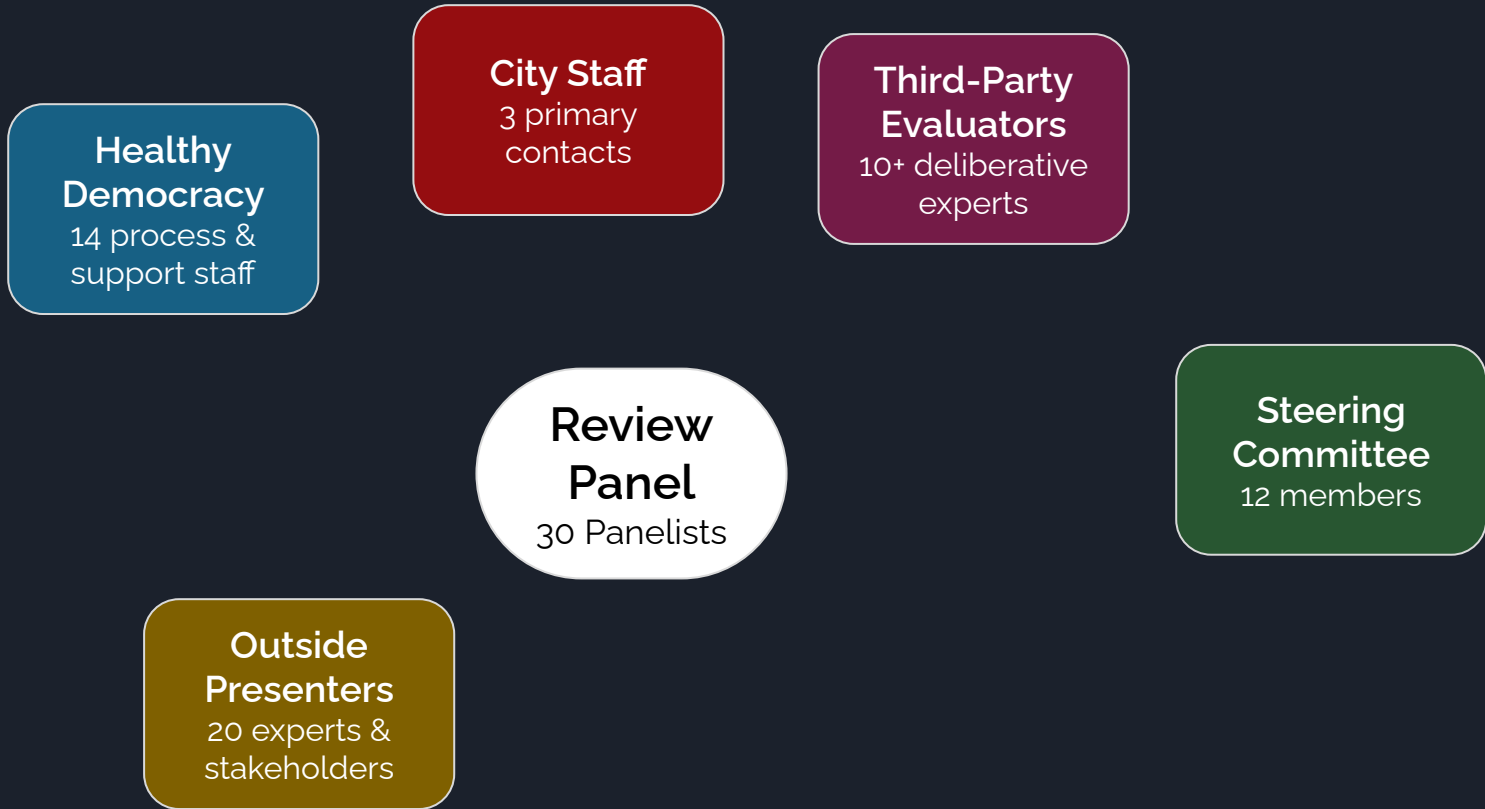 City Staff
3 primary
contacts
Third-Party
Evaluators
10+ deliberative
experts
Healthy
Democracy
14 process &
support staff
Review
Panel
30 Panelists
Steering
Committee
12 members
Outside
Presenters
20 experts &
stakeholders